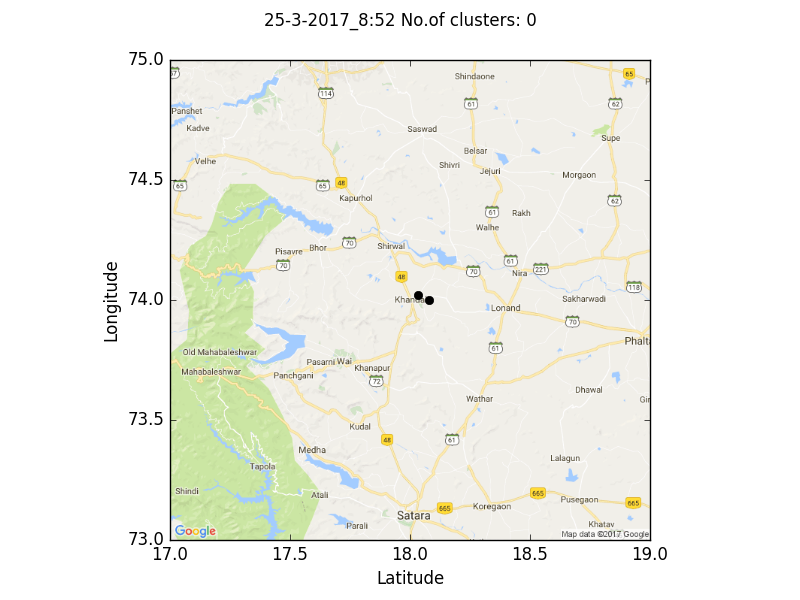 25-3-2017_8:52 No.of clusters: 0
75.0
74.5
74.0
73.5
73.0
17.0
17.5
18.0
18.5
19.0
Longitude
Latitude
67
65
Shindaone
114
61
62
Panshet
Kadve
Saswad
Supe
Velhe
Belsar
Shivri
Jejuri
Morgaon
65
65
48
Kapurhol
62
61
Rakh
Walhe
70
Bhor
Pisavre
Shirwal
70
61
221
70
48
Nira
118
Sakharwadi
Lonand
70
Phalta
61
Old Mahabaleshwar
Mahabaleshwar
Pasarni
Wai
Khanapur
Panchgani
72
Dhawal
Wathar
Gir
Kudal
48
61
Medha
Lalagun
Tapola
Shindi
Atali
665
Pusegaon
665
665
Koregaon
Satara
Parali
Khatav
Google
Map data ©2017 Google